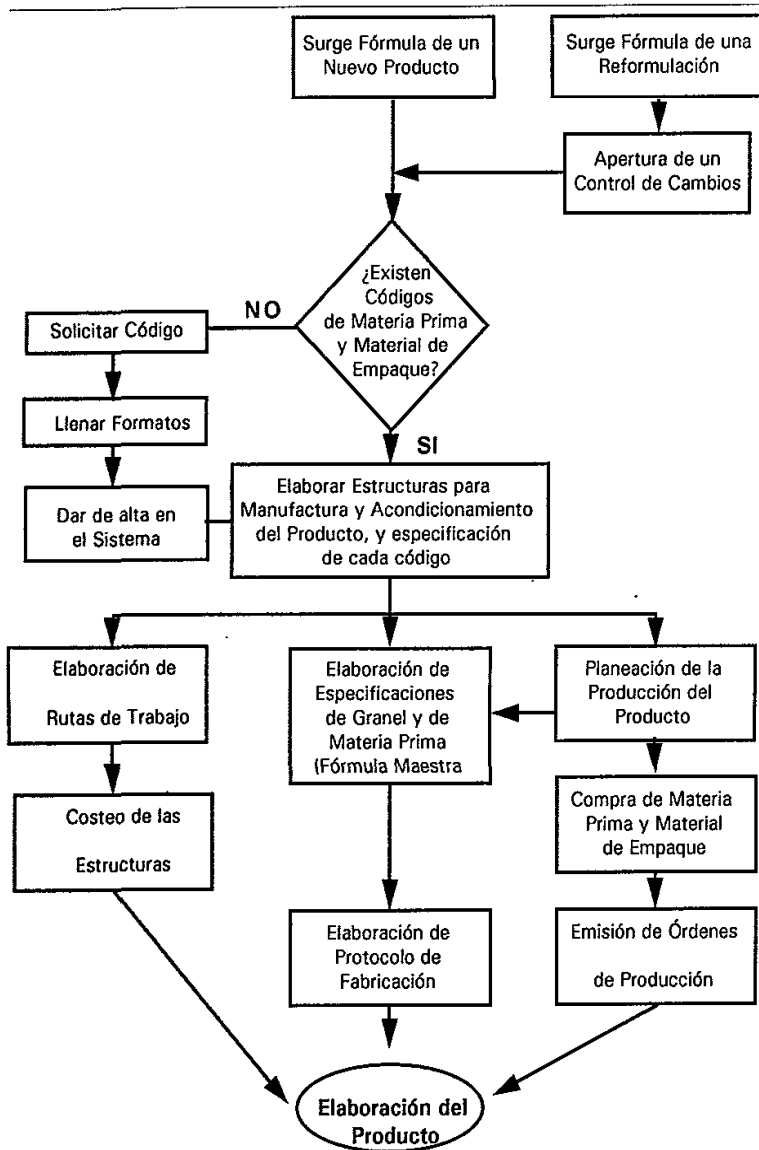 Surge Fórmula de un
Nuevo Producto
Surge Fórmula de una
Reformulación
Apertura de un
Control de Cambios
¿Existen
Códigos
de Materia Prima
y Material de
Empaque?
NO
Solicitar Código
Llenar Formatos
Dar de alta en
el Sistema
SI
Elaborar Estructuras para
Manufactura y Acondicionamiento
del Producto, y especificación
de cada código
Elaboración de
Rutas de Trabajo
Costeo de las
Estructuras
Elaboración de
Especificaciones
de Granel y de
Materia Prima
(Fórmula Maestra
Elaboración de
Protocolo de
Fabricación
Planeación de la
Producción del
Producto
Compra de Materia
Prima y Material
de Empaque
Emisión de Órdenes
de Producción
Elaboración del
Producto